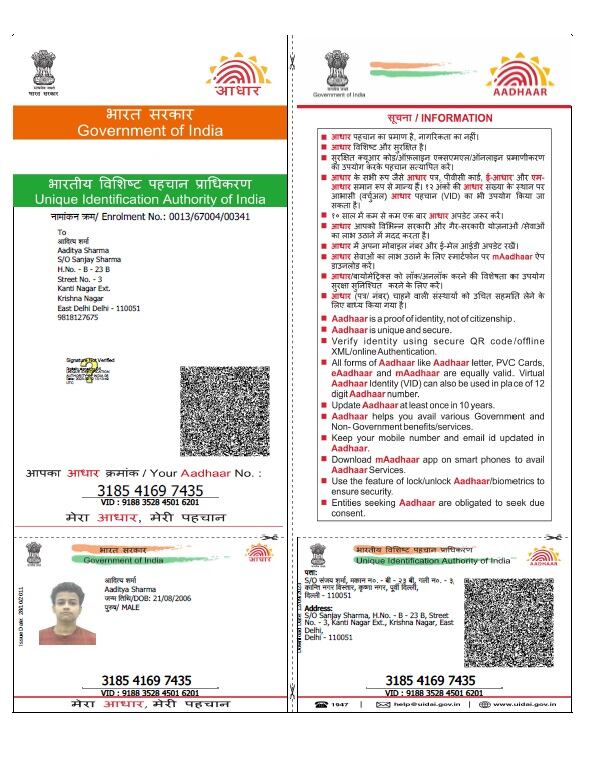 भारत सरकार
Government of India
आधार
भारत सरकार
Government of India
भारतीय विशिष्ट पहचान प्राधिकरण
Unique Identification Authority of India
नामांकन क्रम/ Enrolment No.: 0013/67004/00341
To
आदित्य शर्मा
Aaditya Sharma
S/O Sanjay Sharma
H.No. - B - 23 B
Street No. - 3
Kanti Nagar Ext.
Krishna Nagar
East Delhi Delhi - 110051
9818127675
Signature Not Verified
आपका आधार क्रमांक / Your Aadhaar No. :
3185 4169 7435
VID : 9188 3528 4501 6201
मेरा आधार, मेरी पहचान
Government of India
AADHAAR
सूचना / INFORMATION
आधार पहचान का प्रमाण है, नागरिकता का नहीं।
आधार विशिष्ट और सुरक्षित है।
सुरक्षित क्यूआर कोड/ऑफ़लाइन एक्सएमएल/ऑनलाइन प्रमाणीकरण
का उपयोग करके पहचान सत्यापित करें।
आधार के सभी रूप जैसे आधार पत्र, पीवीसी कार्ड, ई-आधार और एम-
आधार समान रूप से मान्य हैं। १२ अंकों की आधार संख्या के स्थान पर
आभासी (वर्चुअल) आधार पहचान (VID) का भी उपयोग किया जा
सकता है।
१० साल में कम से कम एक बार आधार अपडेट जरूर करें।
आधार आपको विभिन्न सरकारी और गैर-सरकारी योजनाओं /सेवाओं
का लाभ उठाने में मदद करता है।
आधार में अपना मोबाइल नंबर और ई-मेल आईडी अपडेट रखें।
आधार सेवाओं का लाभ उठाने के लिए स्मार्टफोन पर mAadhaar ऐप
डाउनलोड करें।
आधार/बायोमेट्रिक्स को लॉक/अनलॉक करने की विशेषता का उपयोग
सुरक्षा सुनिश्चित करने के लिए करें।
आधार (पत्र/ नंबर) चाहने वाली संस्थाओं को उचित सहमति लेने के
लिए बाध्य किया गया है।
Aadhaar is a proof of identity, not of citizenship .
Aadhaar is unique and secure.
Verify identity using secure QR code/offline
XML/online Authentication.
All forms of Aadhaar like Aadhaar letter, PVC Cards,
eAadhaar and mAadhaar are equally valid. Virtual
Aadhaar Identity (VID) can also be used in place of 12
digit Aadhaar number.
Update Aadhaar at least once in 10 years.
Aadhaar helps you avail various Government and
Non- Government benefits/services.
Keep your mobile number and email id updated in
Aadhaar.
Download mAadhaar app on smart phones to avail
Aadhaar Services.
Use the feature of lock/unlock Aadhaar/biometrics to
ensure security.
Entities seeking Aadhaar are obligated to seek due
consent.
भारत सरकार
Government of India
आधार
आदित्य शर्मा
Aaditya Sharma
जन्म तिथि/DOB: 21/08/2006
पुरुष/ MALE
3185 4169 7435
VID : 9188 3528 4501 6201
मेरा आधार, मेरी पहचान
भारतीय विशिष्ट पहचान प्राधिकरण
Unique Identification Authority of India
AADHAAR
पता:
S/O संजय शर्मा, मकान न०. - बी - २३ बी, गली न०. - ३,
कान्ति नगर विस्तार, कृष्णा नगर, पूर्वी दिल्ली,
दिल्ली - 110051
Address:
S/O Sanjay Sharma, H.No. - B - 23 B, Street
No. - 3, Kanti Nagar Ext., Krishna Nagar, East
Delhi,
Delhi - 110051
3185 4169 7435
VID : 9188 3528 4501 6201
1947 | help@uidai.gov.in | www.uidai.gov.in